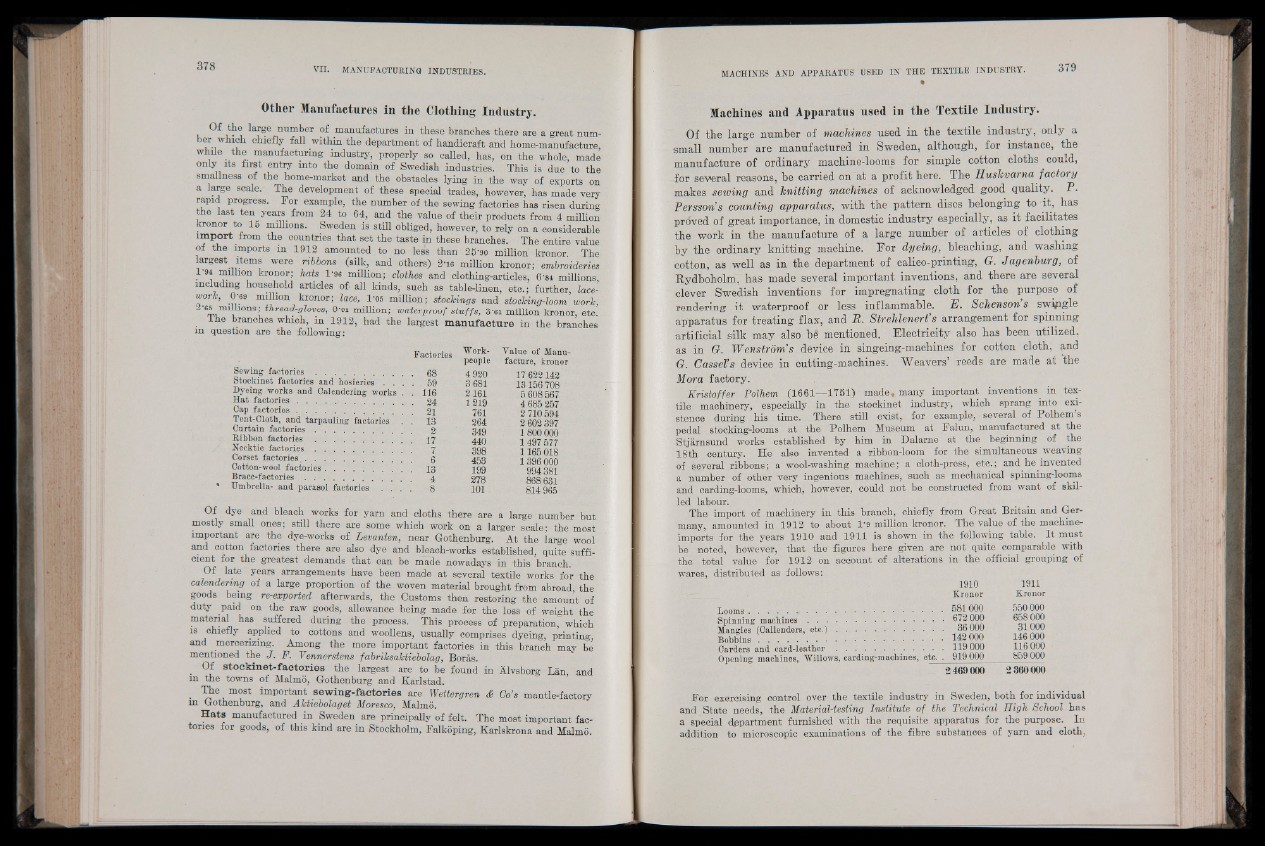 378
VII. MANUFACTURING INDUSTRIES.
Other Manufactures in the Clothing Industry.
Of the large number of manufactures in these branches there are a great num-
ber which chiefly fall within the department of handicraft and home-manufacture,
while the manufacturing industry, properly so called, has, on the whole, made
only its first entry into the domain of Swedish industries. This is due to the
smallness of the home-market and the obstacles lying in the way of exports on
a large scale. The development of these special trades, however, has made very
rapid progress. For example, the number of the sewing factories has risen during
the last ten years from 24 to 64, and the value of their products from 4 million
kronor to 15 millions. Sweden is still obliged, however, to rely on a considerable
import from the countries that set the taste in these branches. The entire value
of the imports in 1912 amounted to no less than 25·90 million kronor. The
largest items were ribbons (silk, and others) 2·16 million kronor; embroideries
1·94 million kronor; hats 1·94 million; clothes and clothing-articles, 6·84 millions,
including household articles of all kinds, such as table-linen, etc.; further, lace-
work, 0·69 million kronor; lace, 1·05 million; stockings and stocking-loom work,
2·65 millions; thread-gloves, 0·01 million; waterproof stuffs, 3·61 million kronor, etc.
The branches which, in 1912, had the largest manufacture in the branches
in question are the following:
Factories Work-people Value of Manu-facture, kronor
Sewing factories . . . . . . . . . . . 68 4 920 17 622 142
Stockinet factories and hosieries . . . . 59 3 681 13 156 708
Dyeing works and Calendering works . . 116 2 161 5 608 567
Hat factories . . . . . . . . . . . . . 24 1 219 4 685 257
Cap factories . . . . . . . . . . . . . 21 761 2 710 594
Tent-Cloth, and tarpauling factories . . 13 264 2 602 397
Curtain factories . . . . . . . . . . . 2 349 1 800 000
Ribbon factories . . . . . . . . . . . 17 440 1 497 577
Necktie factories . . . . . . . . . . . 7 398 1 165 018
Corset factories . . . . . . . . . . . . 6 453 1 396 000
Cotton-wool factories . . . . . . . . . 13 199 994 381
Brace-factories . . . . . . . . . . . . 4 278 868 631
Umbrella- and parasol factories . . . . 8 101 814 965
Of dye and bleach works for yarn and cloths there are a large number but
mostly small ones; still there are some which work on a larger scale; the most
important are the dye-works of Levanten, near Gothenburg. At the large wool
and cotton factories there are also dye and bleach-works established, quite suffi-
cient for the greatest demands that can be made nowadays in this branch.
Of late years arrangements have been made at several textile works for the
calendering of a large proportion of the woven material brought from abroad, the
goods being re-exported afterwards, the Customs then restoring the amount of
duty paid on the raw goods, allowance being made for the loss of weight the
material has suffered during the process. This process of preparation, which
is chiefly applied to cottons and woollens, usually comprises dyeing, printing,
and mercerizing. Among the more important factories in this branch may be
mentioned the J. F. Vennerstens fabriksaktiebolag, Borås.
Of stockinet-factories the largest are to be found in Älvsborg Län, and
in the towns of Malmö, Gothenburg and Karlstad.
The most important sewing-factories are Wettergren & Co's mantle-factory
in Gothenburg, and Aktiebolaget Moresco, Malmö.
Hats manufactured in Sweden are principally of felt. The most important fac-
tories for goods, of this kind are in Stockholm, Falköping, Karlskrona and Malmö.
MACHINES AND APPARATUS USED IN THE TEXTILE INDUSTRY.
379
Machines and Apparatus used in the Textile Industry.
Of the large number of machines used in the textile industry, only a
small number are manufactured in Sweden, although, for instance, the
manufacture of ordinary machine-looms for simple cotton cloths could,
for several reasons, be carried on at a profit here. The Huskvarna factory
makes sewing and knitting machines of acknowledged good quality. P.
Persson's counting apparatus, with the pattern discs belonging to it, has
proved of great importance, in domestic industry especially, as it facilitates
the work in the manufacture of a large number of articles of clothing
by the ordinary knitting machine. For dyeing, bleaching, and washing
cotton, as well as in the department of calico-printing, G. Jagenburg, of
Rydboholm, has made several important inventions, and there are several
clever Swedish inventions for impregnating cloth for the purpose of
rendering it waterproof or less inflammable. E. Schenson's swingle
apparatus for treating flax, and R. Strehlenert's arrangement for spinning
artificial silk may also be mentioned. Electricity also has been utilized,
as in G. Wenström's device in singeing-machines for cotton cloth, and
G. Cassel's device in cutting-machines. Weavers' reeds are made at the
Mora factory.
Kristoffer Polhem (1661—1751) made many important inventions in tex-
tile machinery, especially in the stockinet industry, which sprang into exi-
stence during his time. There still exist, for example, several of Polhem's
pedal stocking-looms at the Polhem Museum at Falun, manufactured at the
Stjärnsund works established by him in Dalarne at the beginning of the
18th century. He also invented a ribbon-loom for the simultaneous weaving
of several ribbons; a wool-washing machine; a cloth-press, etc.; and he invented
a number of other very ingenious machines, such as mechanical spinning-looms
and carding-looms, which, however, could not be constructed from want of skil-
led labour.
The import of machinery in this branch, chiefly from Great Britain and Ger-
many, amounted in 1912 to about 1·9 million kronor. The value of the machine-
imports for the years 1910 and 1911 is shown in the following table. It must
be noted, however, that the figures here given are not quite comparable with
the total value for 1912 on account of alterations in the official grouping of
wares, distributed as follows:
1910 1911
Kronor Kronor
Looms . . . . . . . . . . . . . . . . . . . . 581 000 550 000
Spinning machines . . . . . . . . . . . . . . 672 000 658 000
Mangles (Callenders, etc.) . . . . . . . . . . 36 000 31 000
Bobbins . . . . . . . . . . . . . . . . . . . 142 000 146 000
Carders and card-leather . . . . . . . . . . . 119 000 116 000
Opening machines, Willows, carding-machines, etc. . 919 000 859 000
2 469 000 2 360 000
For exercising control over the textile industry in Sweden, both for individual
and State needs, the Material-testing Institute of the Technical High School has
a special department furnished with the requisite apparatus for the purpose. In
addition to microscopic examinations of the fibre substances of yarn and cloth,